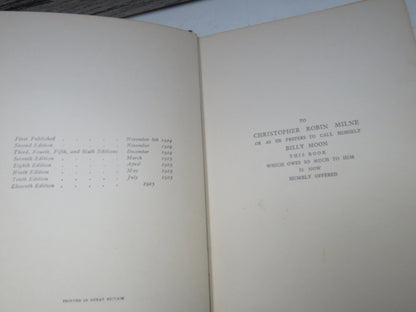 First Published . . . . November 6th 1924
Second Edition . . . . November 1924
Third, Fourth, Fifth, and Sixth Editions . December 1924
Seventh Edition . . . . March 1925
Eighth Edition . . . . April 1925
Ninth Edition . . . . May 1925
Tenth Edition . . . . July 1925
Eleventh Edition . . . . 1925
PRINTED IN GREAT BRITAIN
TO
CHRISTOPHER ROBIN MILNE
OR AS HE PREFERS TO CALL HIMSELF
BILLY MOON
THIS BOOK
WHICH OWES SO MUCH TO HIM
IS NOW
HUMBLY OFFERED